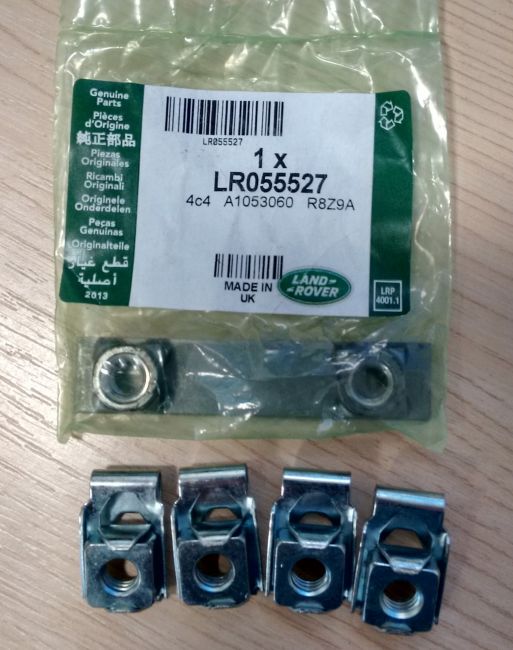 Genuine
Parts
Pièces
d'Origine
純正部品
Piezas
Originales
Ricambi
Originali
Originele
Onderdelen
Peças
Genuinas
Originalteile
قطع غيار
أصلية
2013
LR055527
1 x
LR055527
4c4 A1053060 R8Z9A
MADE IN
UK
LAND
ROVER
LRP
4001.1